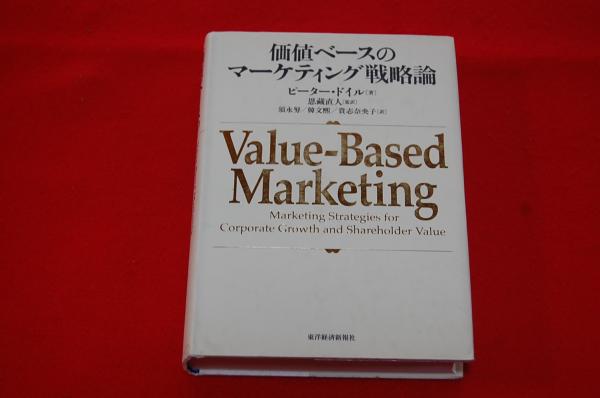 価値ベースの
マーケティング戦略論
ピーター・ドイル[著]
恩藏直人[監訳]
須永努/韓文熙/貴志奈央子[訳]
Value-Based
Marketing
Marketing Strategies for
Corporate Growth and Shareholder Value
東洋経済新報社